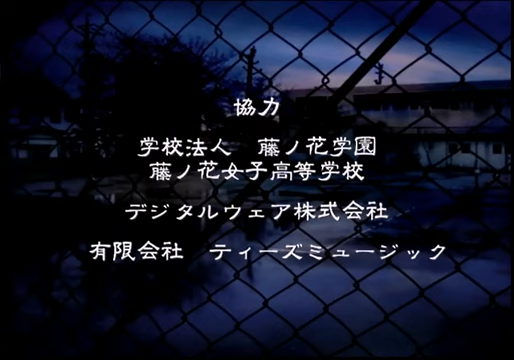 協力
学校法人　藤ノ花学園
藤ノ花女子高等学校
デジタルウェア株式会社
有限会社　ティーズミュージック